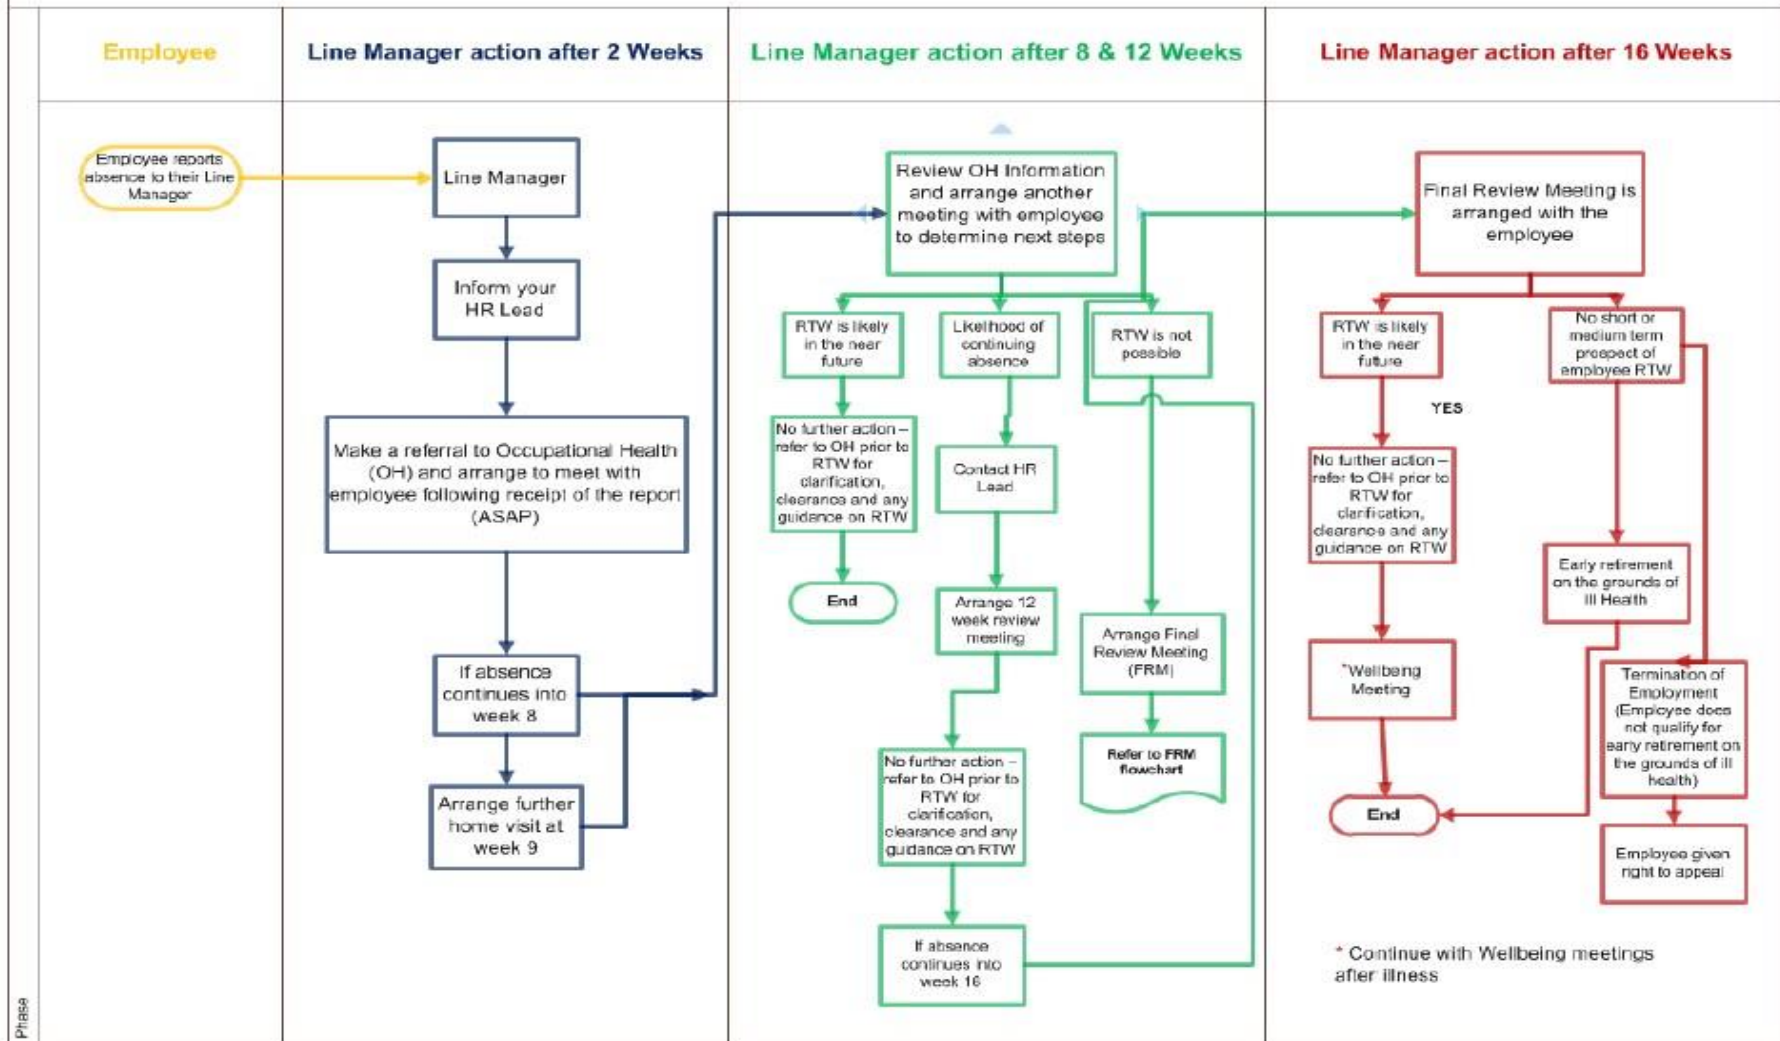 Employee
Line Manager action after 2 Weeks
Line Manager action after 8 & 12 Weeks
Line Manager action after 16 Weeks
Employee reports
absence to their Line
Manager
Line Manager
Inform your
HR Lead
Make a referral to Occupational Health
(OH) and arrange to meet with
employee following receipt of the report
(ASAP)
If absence
continues into
week 8
Arrange further
home visit at
week 9
Review OH Information
and arrange another
meeting with employee
to determine next steps
RTW is likely
in the near
future
No further action –
refer to OH prior to
RTW for
clarification,
clearance and any
guidance on RTW
End
Likelihood of
continuing
absence
Contact HR
Lead
Arrange 12
week review
meeting
No further action –
refer to OH prior to
RTW for
clarification,
clearance and any
guidance on RTW
If absence
continues into
week 16
RTW is not
possible
Arrange Final
Review Meeting
(FRM)
Refer to FRM
flowchart
Final Review Meeting is
arranged with the
employee
RTW is likely
in the near
future
YES
No further action –
refer to OH prior to
RTW for
clarification,
clearance and any
guidance on RTW
*Wellbeing
Meeting
End
No short or
medium term
prospect of
employee RTW
Early retirement
on the grounds of
Ill Health
Termination of
Employment
(Employee does
not qualify for
early retirement on
the grounds of ill
health)
Employee given
right to appeal
* Continue with Wellbeing meetings
after illness
Phase